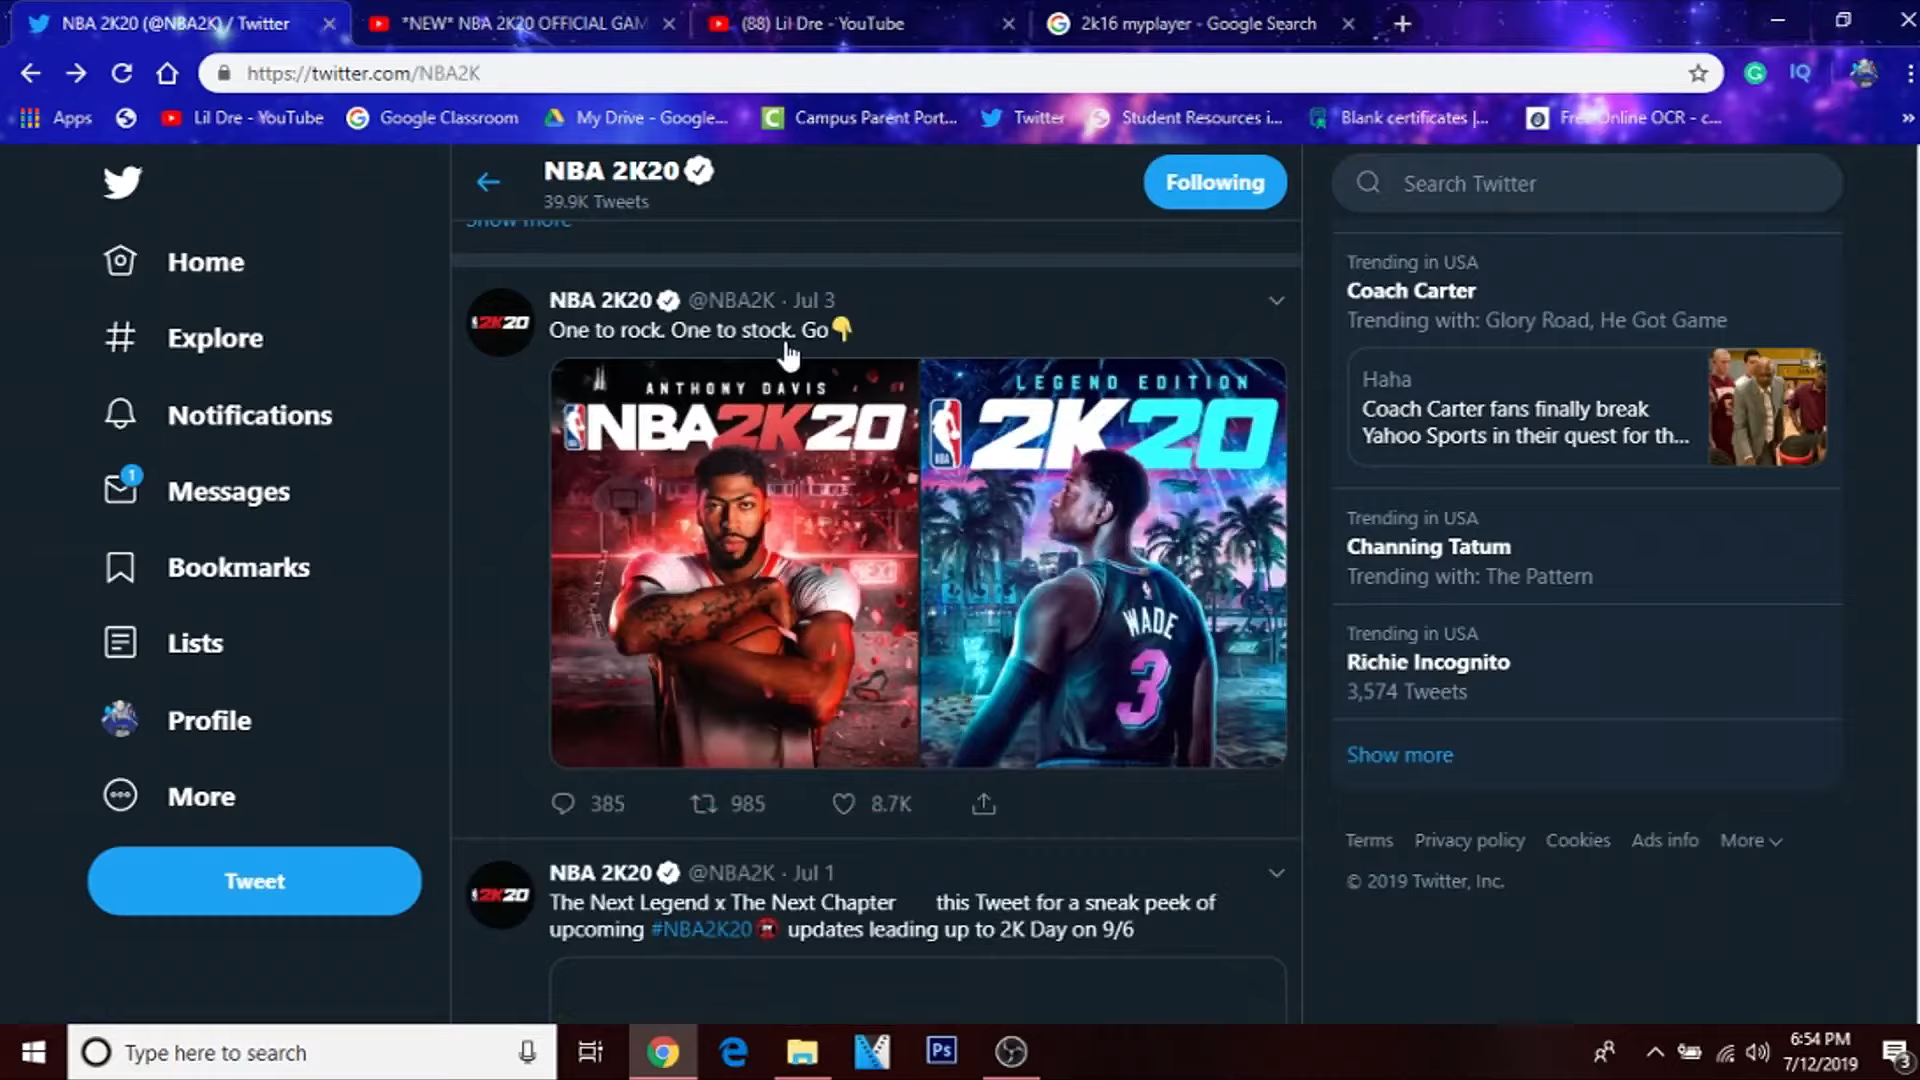 NBA 2K20 (@NBA2K) / Twitter
*NEW* NBA 2K20 OFFICIAL GAM
(88) Lil Dre - YouTube
2k16 myplayer - Google Search
https://twitter.com/NBA2K
IQ
Apps
Lil Dre - YouTube
Google Classroom
My Drive - Google...
Campus Parent Port...
Twitter
Student Resources i...
Blank certificates |...
Free Online OCR - c...
Home
Explore
Notifications
1
Messages
Bookmarks
Lists
Profile
More
Tweet
NBA 2K20
39.9K Tweets
Following
Show more
NBA 2K20 @NBA2K · Jul 3
One to rock. One to stock. Go👇
2K20
ANTHONY DAVIS
NBA2K20
LEGEND EDITION
NBA
2K20
WADE
3
385
985
8.7K
NBA 2K20 @NBA2K · Jul 1
2K20
The Next Legend x The Next Chapter this Tweet for a sneak peek of
upcoming #NBA2K20 updates leading up to 2K Day on 9/6
Search Twitter
Trending in USA
Coach Carter
Trending with: Glory Road, He Got Game
Haha
Coach Carter fans finally break
Yahoo Sports in their quest for th...
Trending in USA
Channing Tatum
Trending with: The Pattern
Trending in USA
Richie Incognito
3,574 Tweets
Show more
Terms Privacy policy Cookies Ads info More
© 2019 Twitter, Inc.
Type here to search
Ps
6:54 PM
7/12/2019
3